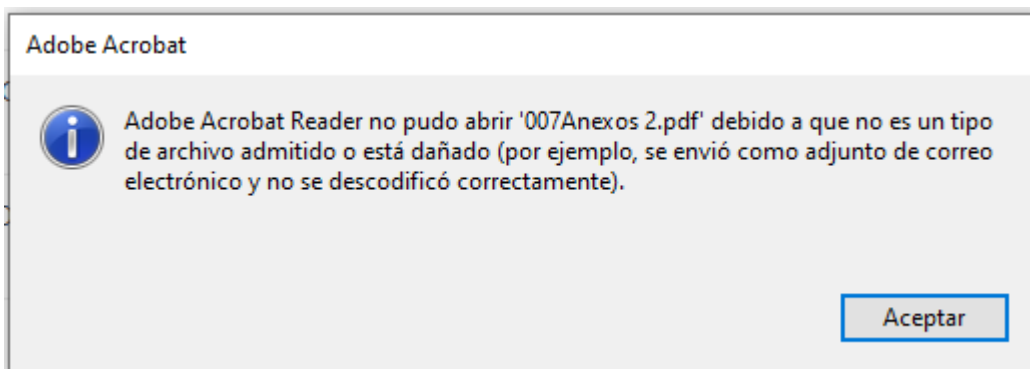 Adobe Acrobat
Adobe Acrobat Reader no pudo abrir '007Anexos 2.pdf' debido a que no es un tipo
de archivo admitido o está dañado (por ejemplo, se envió como adjunto de correo
electrónico y no se descodificó correctamente).
Aceptar